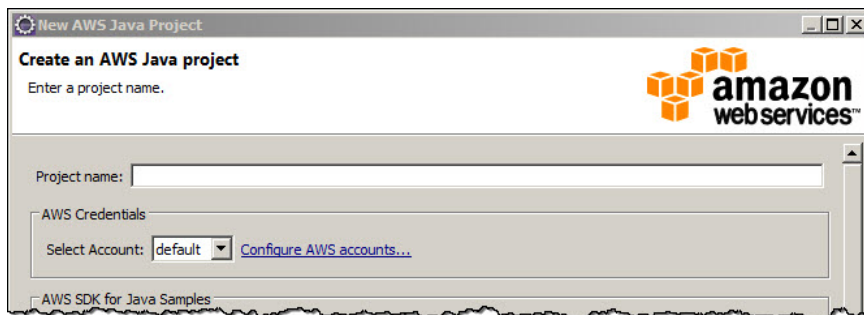 New AWS Java Project
Create an AWS Java project
Enter a project name.
amazon
webservices™
Project name:
AWS Credentials
Select Account: default Configure AWS accounts...
AWS SDK for Java Samples